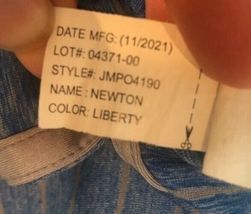 DATE MFG: (11/2021)
LOT#: 04371-00
STYLE#: JMPO4190
NAME : NEWTON
COLOR: LIBERTY